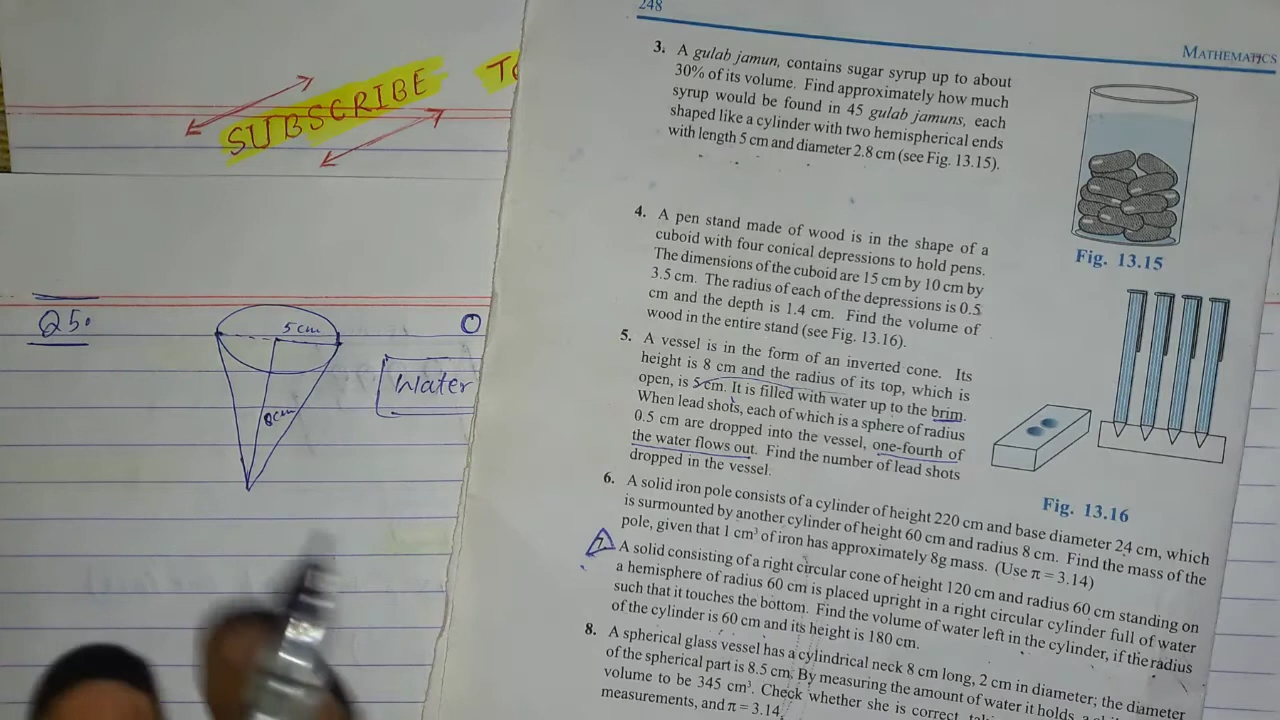 SUBSCRIBE
Q5.
5cm
8cm
Water
248
MATHEMATICS
3. A gulab jamun, contains sugar syrup up to about
30% of its volume. Find approximately how much
syrup would be found in 45 gulab jamuns, each
shaped like a cylinder with two hemispherical ends
with length 5 cm and diameter 2.8 cm (see Fig. 13.15).
Fig. 13.15
4. A pen stand made of wood is in the shape of a
cuboid with four conical depressions to hold pens.
The dimensions of the cuboid are 15 cm by 10 cm by
3.5 cm. The radius of each of the depressions is 0.5
cm and the depth is 1.4 cm. Find the volume of
wood in the entire stand (see Fig. 13.16).
5. A vessel is in the form of an inverted cone. Its
height is 8 cm and the radius of its top, which is
open, is 5 cm. It is filled with water up to the brim.
When lead shots, each of which is a sphere of radius
0.5 cm are dropped into the vessel, one-fourth of
the water flows out. Find the number of lead shots
dropped in the vessel.
Fig. 13.16
6. A solid iron pole consists of a cylinder of height 220 cm and base diameter 24 cm, which
is surmounted by another cylinder of height 60 cm and radius 8 cm. Find the mass of the
pole, given that 1 cm³ of iron has approximately 8g mass. (Use π = 3.14)
7. A solid consisting of a right circular cone of height 120 cm and radius 60 cm standing on
a hemisphere of radius 60 cm is placed upright in a right circular cylinder full of water
such that it touches the bottom. Find the volume of water left in the cylinder, if the radius
of the cylinder is 60 cm and its height is 180 cm.
8. A spherical glass vessel has a cylindrical neck 8 cm long, 2 cm in diameter; the diameter
of the spherical part is 8.5 cm. By measuring the amount of water it holds, a
volume to be 345 cm³. Check whether she is correct,
measurements, and π = 3.14.